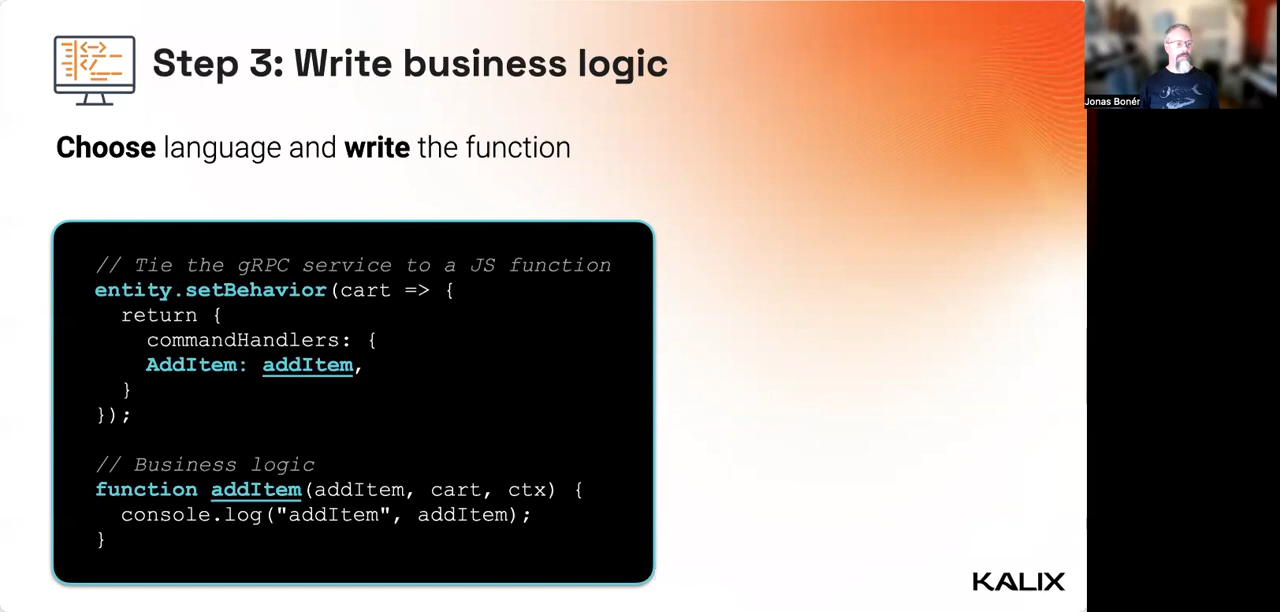 Step 3: Write business logic
Jonas Bonér
Choose language and write the function
// Tie the gRPC service to a JS function
entity.setBehavior(cart => {
return {
commandHandlers: {
AddItem: addItem,
}
});
// Business logic
function addItem(addItem, cart, ctx) {
console.log("addItem", addItem);
}
KALIX